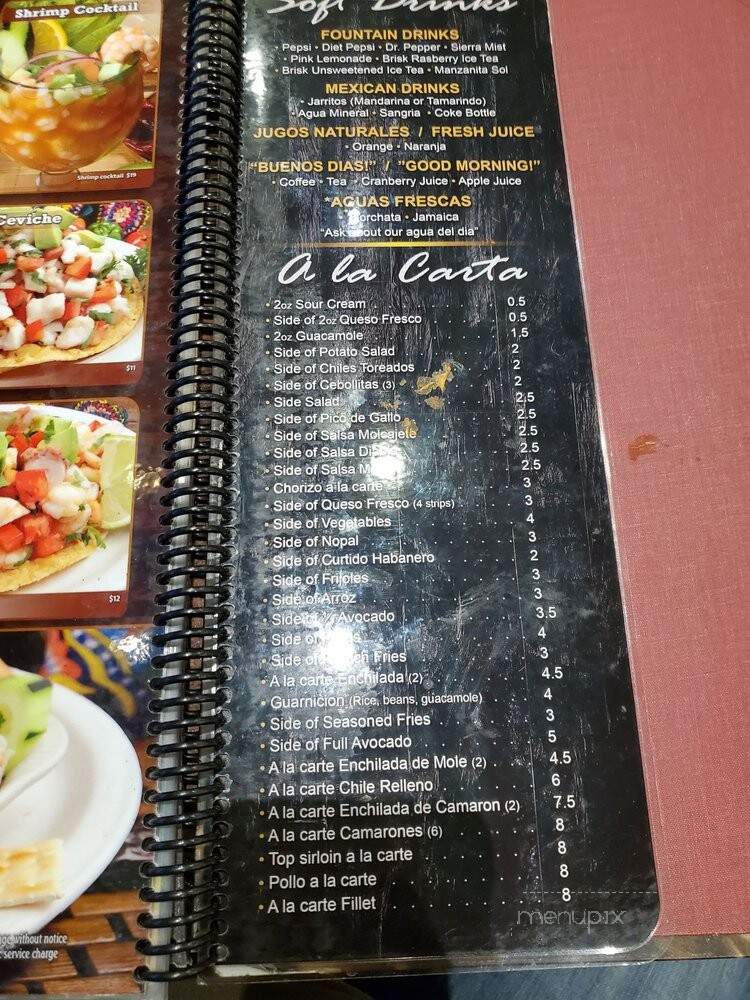 Shrimp Cocktail
Shrimp cocktail $19
Ceviche
$11
$12
without notice
service charge
Soft Drinks
FOUNTAIN DRINKS
• Pepsi • Diet Pepsi • Dr. Pepper • Sierra Mist
• Pink Lemonade • Brisk Rasberry Ice Tea
• Brisk Unsweetened Ice Tea • Manzanita Sol
MEXICAN DRINKS
• Jarritos (Mandarina or Tamarindo)
• Agua Mineral • Sangria • Coke Bottle
JUGOS NATURALES / FRESH JUICE
• Orange • Naranja
"BUENOS DIAS!" / "GOOD MORNING!"
• Coffee • Tea • Cranberry Juice • Apple Juice
*AGUAS FRESCAS
Horchata • Jamaica
"Ask about our agua del dia"
A la Carta
• 2oz Sour Cream . . . . . . . 0.5
• Side of 2oz Queso Fresco . . . 0.5
• 2oz Guacamole . . . . . . . 1.5
• Side of Potato Salad . . . . . 2
• Side of Chiles Toreados . . . 2
• Side of Cebollitas (3) . . . . . 2
• Side Salad . . . . . . . 2.5
• Side of Pico de Gallo . . . . . 2.5
• Side of Salsa Molcajete . . . . 2.5
• Side of Salsa . . . . . 2.5
• Side of Salsa . . . . . 2.5
• Chorizo a la carte . . . . . 3
• Side of Queso Fresco (4 strips) . . . 3
• Side of Vegetables . . . . . 4
• Side of Nopal . . . . . . . 3
• Side of Curtido Habanero . . . . 2
• Side of Frijoles . . . . . . 3
• Side of Arroz . . . . . . . 3
• Side of ½ Avocado . . . . . 3.5
• Side of . . . . . . . 4
• Side of Fries . . . . . 3
• A la carte Enchilada (2) . . . . 4.5
• Guarnicion (Rice, beans, guacamole) . . 4
• Side of Seasoned Fries . . . . 3
• Side of Full Avocado . . . . . 5
• A la carte Enchilada de Mole (2) . . 4.5
• A la carte Chile Relleno . . . . 6
• A la carte Enchilada de Camaron (2) . 7.5
• A la carte Camarones (6) . . . . 8
• Top sirloin a la carte . . . . . 8
• Pollo a la carte . . . . . . 8
• A la carte Fillet . . . . . . 8
menupix